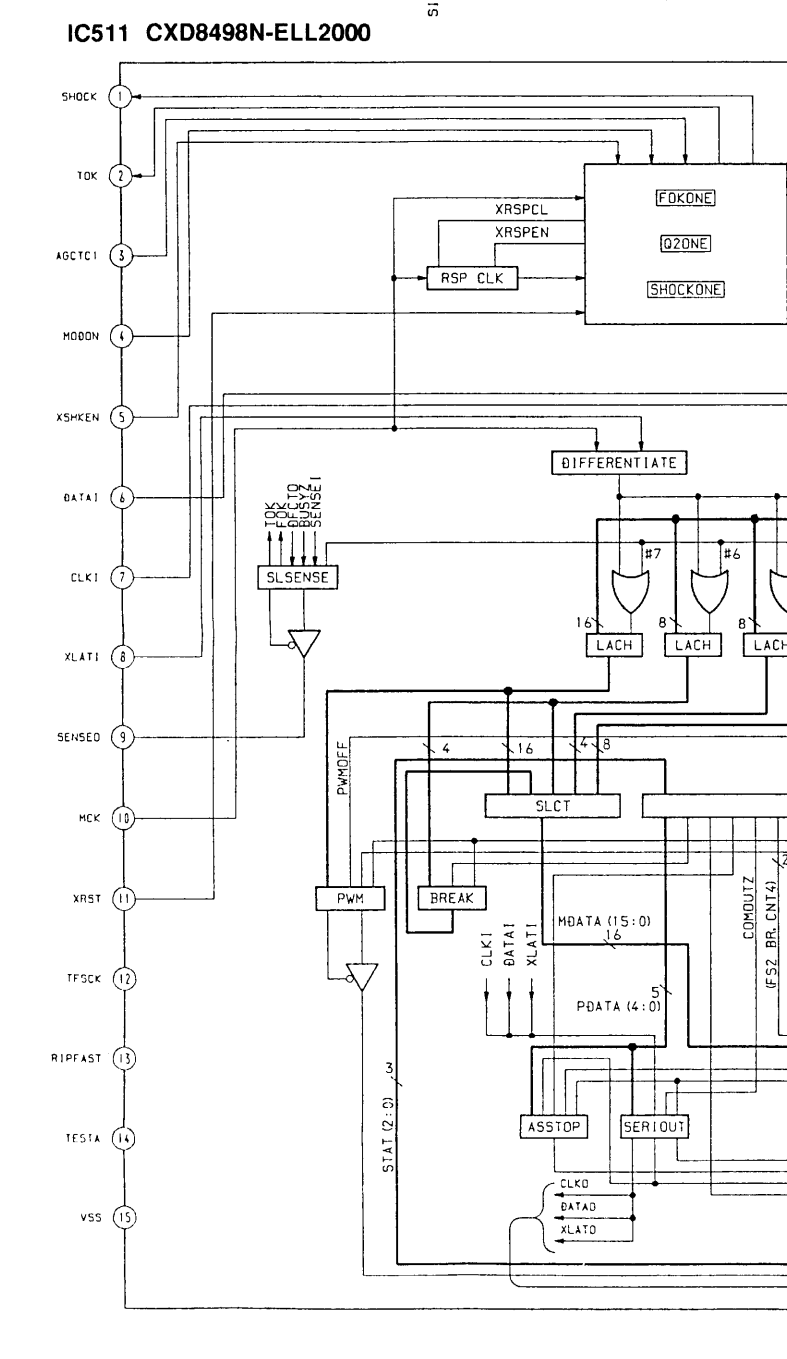 IC511 CXD8498N-ELL2000
SHOCK 1
TOK 2
AGCTC1 3
MODON 4
XSHKEN 5
DATAI 6
CLKI 7
XLATI 8
SENSEO 9
MCK 10
XRST 11
TFSCK 12
RIPFAST 13
TESTA 14
VSS 15
FOKONE
XRSPCL
XRSPEN
QZONE
RSP CLK
SHOCKONE
DIFFERENTIATE
TOK
FOK
DFCTO
BUSYZ
SENSEI
SLSENSE
#7
#6
16
8
8
LACH
LACH
LACH
PWMOFF
4
16
4
8
SLCT
PWM
BREAK
2
COMOUTZ
(FS2 BR, CNT4)
MDATA (15:0)
16
CLKI
DATAI
XLATI
5
PDATA (4:0)
3
STAT (2:0)
ASSTOP
SERIOUT
CLKO
DATAO
XLATO